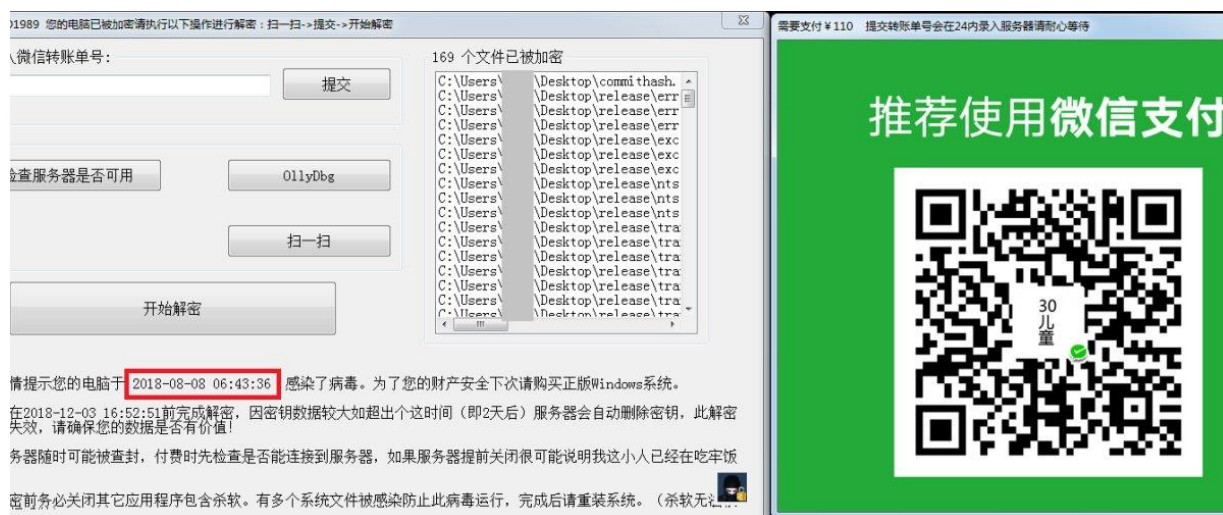 01989 您的电脑已被加密请执行以下操作进行解密：扫一扫->提交->开始解密
微信转账单号：
提交
检查服务器是否可用
OllyDbg
扫一扫
开始解密
169 个文件已被加密
C:\Users\ \Desktop\commithash.
C:\Users\ \Desktop\release\err
C:\Users\ \Desktop\release\err
C:\Users\ \Desktop\release\err
C:\Users\ \Desktop\release\exc
C:\Users\ \Desktop\release\exc
C:\Users\ \Desktop\release\exc
C:\Users\ \Desktop\release\nts
C:\Users\ \Desktop\release\nts
C:\Users\ \Desktop\release\nts
C:\Users\ \Desktop\release\tra
C:\Users\ \Desktop\release\tra
C:\Users\ \Desktop\release\tra
C:\Users\ \Desktop\release\tra
C:\Users\ \Desktop\release\tra
C:\Users\ \Desktop\release\tra
C:\Users\ \Desktop\release\tra
情提示您的电脑于 2018-08-08 06:43:36 感染了病毒。为了您的财产安全下次请购买正版Windows系统。
在2018-12-03 16:52:51前完成解密，因密钥数据较大如超出个这时间（即2天后）服务器会自动删除密钥，此解密
失效，请确保您的数据是否有价值!
务器随时可能被查封，付费时先检查是否能连接到服务器，如果服务器提前关闭很可能说明我这小人已经在吃牢饭
密前务必关闭其它应用程序包含杀软。有多个系统文件被感染防止此病毒运行，完成后请重装系统。（杀软无
需要支付¥110 提交转账单号会在24内录入服务器请耐心等待
推荐使用微信支付
30
儿
童